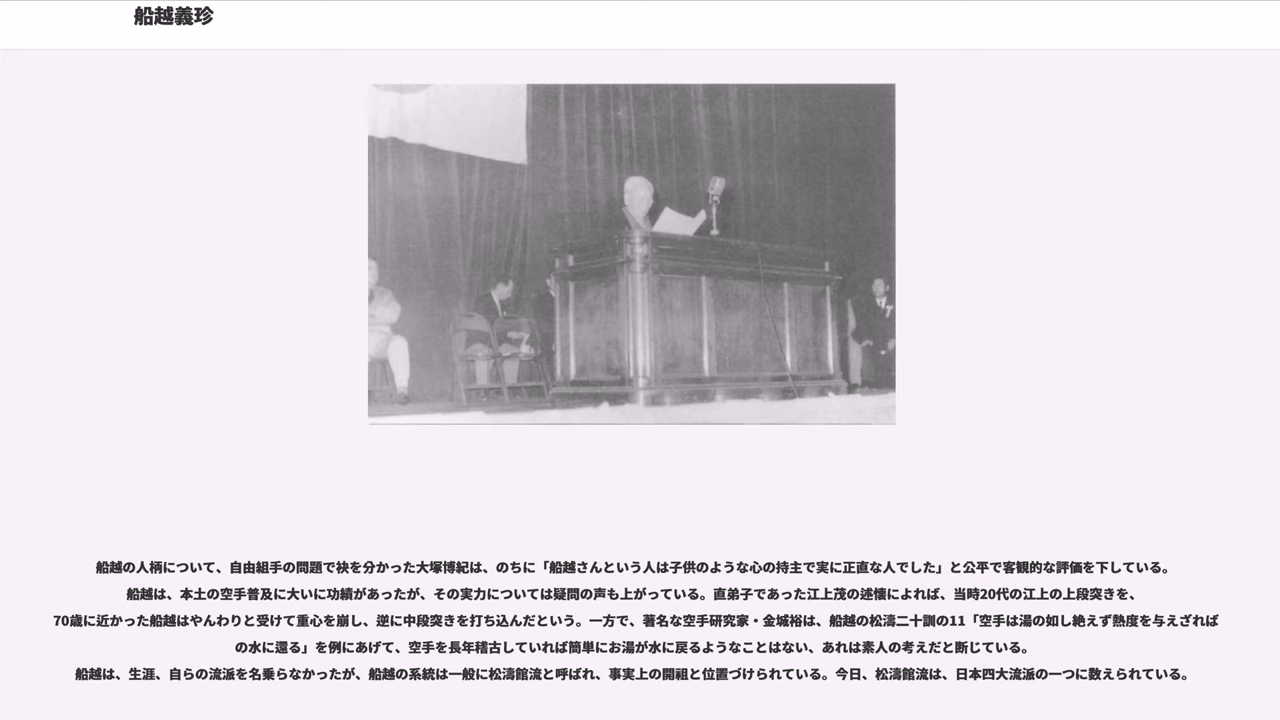 船越義珍
船越の人柄について、自由組手の問題で袂を分かった大塚博紀は、のちに「船越さんという人は子供のような心の持主で実に正直な人でした」と公平で客観的な評価を下している。
船越は、本土の空手普及に大いに功績があったが、その実力については疑問の声も上がっている。直弟子であった江上茂の述懐によれば、当時20代の江上の上段突きを、
70歳に近かった船越はやんわりと受けて重心を崩し、逆に中段突きを打ち込んだという。一方で、著名な空手研究家・金城裕は、船越の松濤二十訓の11「空手は湯の如し絶えず熱度を与えざれば
の水に還る」を例にあげて、空手を長年稽古していれば簡単にお湯が水に戻るようなことはない、あれは素人の考えだと断じている。
船越は、生涯、自らの流派を名乗らなかったが、船越の系統は一般に松濤館流と呼ばれ、事実上の開祖と位置づけられている。今日、松濤館流は、日本四大流派の一つに数えられている。